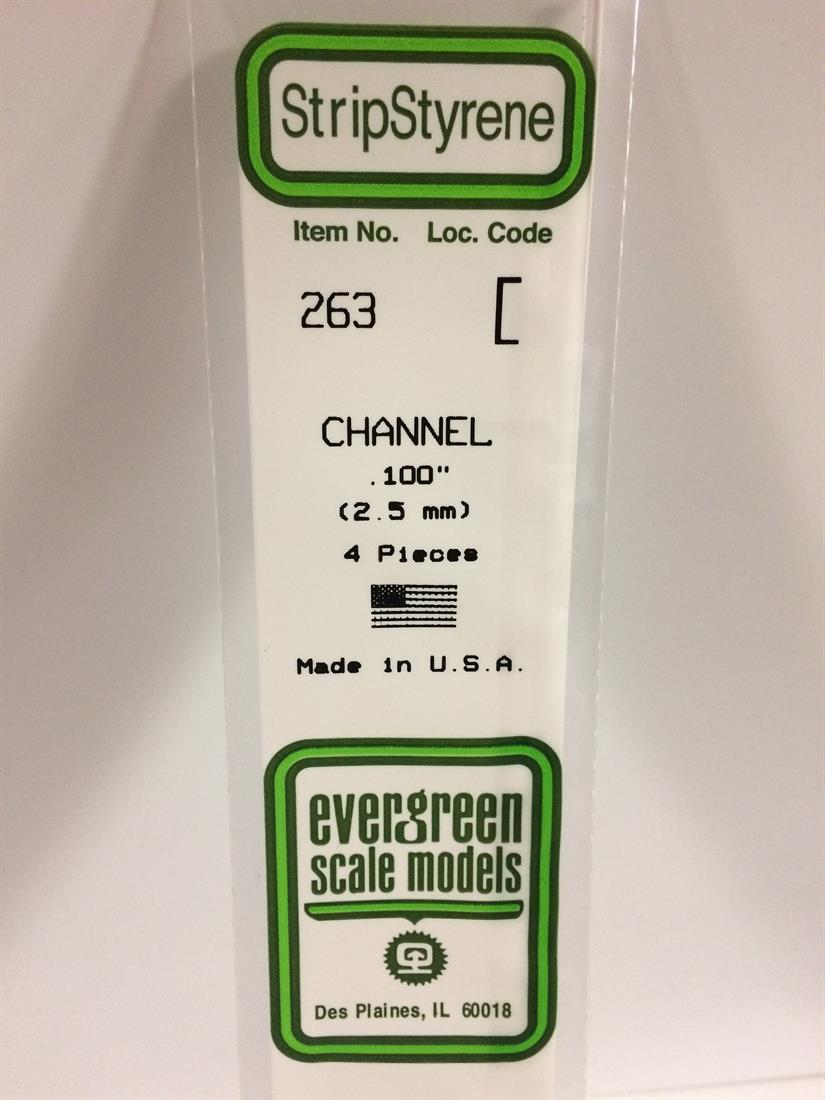 StripStyrene
Item No. Loc. Code
263 [
CHANNEL
.100"
(2.5 mm)
4 Pieces
Made in U.S.A.
evergreen
scale models
Des Plaines, IL 60018